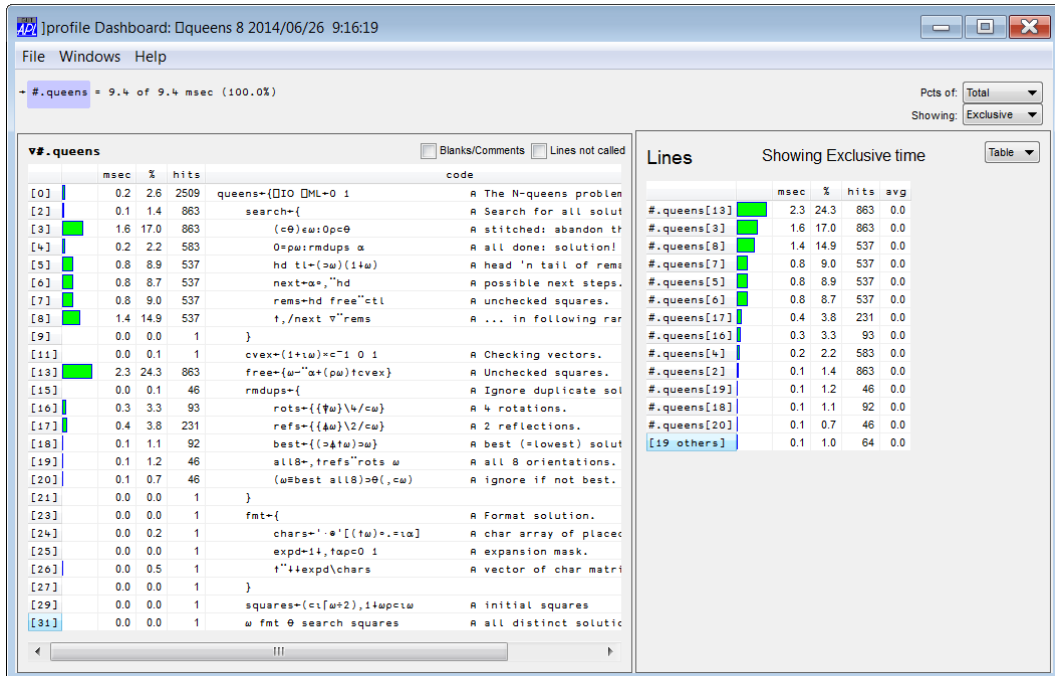 ]profile Dashboard: ⎕queens 8 2014/06/26 9:16:19
File Windows Help
→ #.queens = 9.4 of 9.4 msec (100.0%)
Pcts of: Total
Showing: Exclusive
∇#.queens
Blanks/Comments Lines not called
msec % hits code
[0] 0.2 2.6 2509 queens←{⎕IO ⎕ML←0 1 ⍝ The N-queens problem
[2] 0.1 1.4 863 search←{ ⍝ Search for all solut
[3] 1.6 17.0 863 (⊂⍬)∊⍵:0⍴⊂⍬ ⍝ stitched: abandon th
[4] 0.2 2.2 583 0=⍴⍵:rmdups ⍺ ⍝ all done: solution!
[5] 0.8 8.9 537 hd tl←(⊃⍵)(1↓⍵) ⍝ head 'n tail of rema
[6] 0.8 8.7 537 next←⍺∘,¨hd ⍝ possible next steps.
[7] 0.8 9.0 537 rems←hd free¨⊂tl ⍝ unchecked squares.
[8] 1.4 14.9 537 ↑,/next ∇¨rems ⍝ ... in following ran
[9] 0.0 0.0 1 }
[11] 0.0 0.1 1 cvex←(1+⍳⍵)×⊂¯1 0 1 ⍝ Checking vectors.
[13] 2.3 24.3 863 free←{⍵~¨⍺+(⍴⍵)↑cvex} ⍝ Unchecked squares.
[15] 0.0 0.1 46 rmdups←{ ⍝ Ignore duplicate sol
[16] 0.3 3.3 93 rots←{{⌽⍵}\4/⊂⍵} ⍝ 4 rotations.
[17] 0.4 3.8 231 refs←{{⍋⍵}\2/⊂⍵} ⍝ 2 reflections.
[18] 0.1 1.1 92 best←{(⊃⍋↑⍵)⊃⍵} ⍝ best (=lowest) solut
[19] 0.1 1.2 46 all8←,↑refs¨rots ⍵ ⍝ all 8 orientations.
[20] 0.1 0.7 46 (⍵≡best all8)⊃⍬(,⊂⍵) ⍝ ignore if not best.
[21] 0.0 0.0 1 }
[23] 0.0 0.0 1 fmt←{ ⍝ Format solution.
[24] 0.0 0.2 1 chars←'·⍟'[(↑⍵)∘.=⍳⍺] ⍝ char array of placed
[25] 0.0 0.0 1 expd←1↓,↑⍺⍴⊂0 1 ⍝ expansion mask.
[26] 0.0 0.5 1 ↑¨↓↓expd\chars ⍝ vector of char matri
[27] 0.0 0.0 1 }
[29] 0.0 0.0 1 squares←(⊂⍳⌈⍵÷2),1↓⍵⍴⊂⍳⍵ ⍝ initial squares
[31] 0.0 0.0 1 ⍵ fmt ⍬ search squares ⍝ all distinct solutio
Lines Showing Exclusive time Table
msec % hits avg
#.queens[13] 2.3 24.3 863 0.0
#.queens[3] 1.6 17.0 863 0.0
#.queens[8] 1.4 14.9 537 0.0
#.queens[7] 0.8 9.0 537 0.0
#.queens[5] 0.8 8.9 537 0.0
#.queens[6] 0.8 8.7 537 0.0
#.queens[17] 0.4 3.8 231 0.0
#.queens[16] 0.3 3.3 93 0.0
#.queens[4] 0.2 2.2 583 0.0
#.queens[2] 0.1 1.4 863 0.0
#.queens[19] 0.1 1.2 46 0.0
#.queens[18] 0.1 1.1 92 0.0
#.queens[20] 0.1 0.7 46 0.0
[19 others] 0.1 1.0 64 0.0